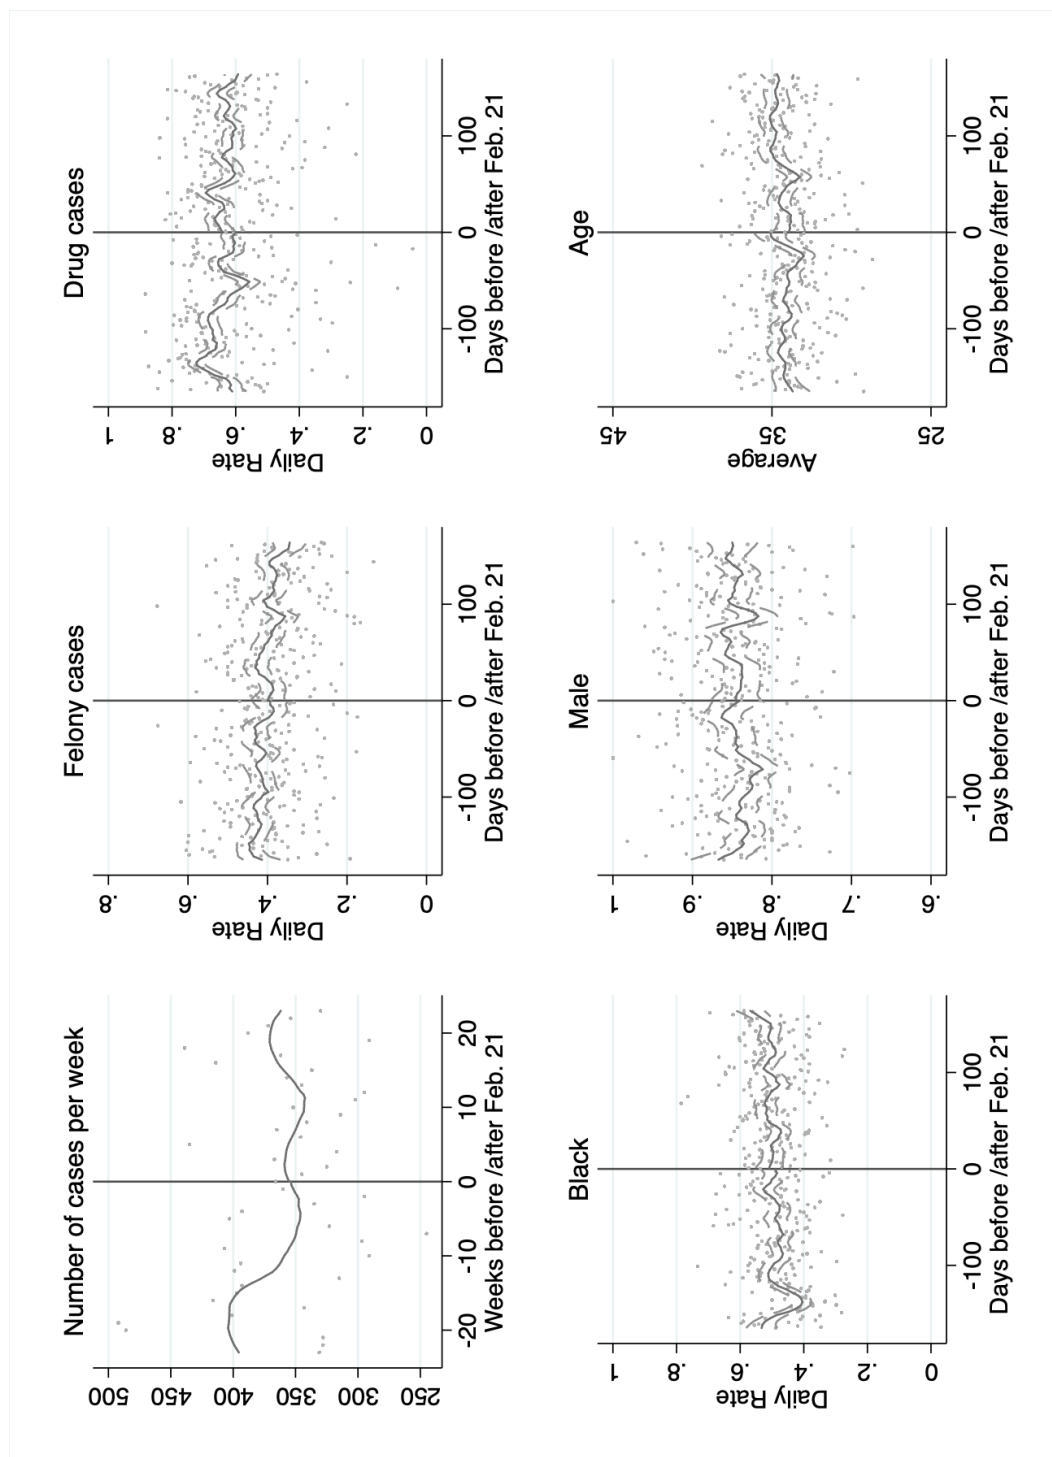 Number of cases per week
500
450
400
350
300
250
-20 -10 0 10 20
Weeks before /after Feb. 21
Felony cases
Daily Rate
.8
.6
.4
.2
0
-100 0 100
Days before /after Feb. 21
Drug cases
Daily Rate
1
.8
.6
.4
.2
0
-100 0 100
Days before /after Feb. 21
Black
Daily Rate
1
.8
.6
.4
.2
0
-100 0 100
Days before /after Feb. 21
Male
Daily Rate
1
.9
.8
.7
.6
-100 0 100
Days before /after Feb. 21
Age
Average
45
35
25
-100 0 100
Days before /after Feb. 21